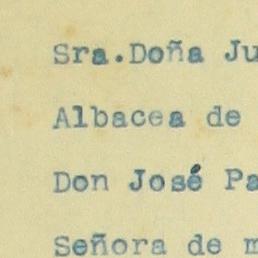 Sra.Doña Ju
Albacea de
Don José Pa
Señora de m